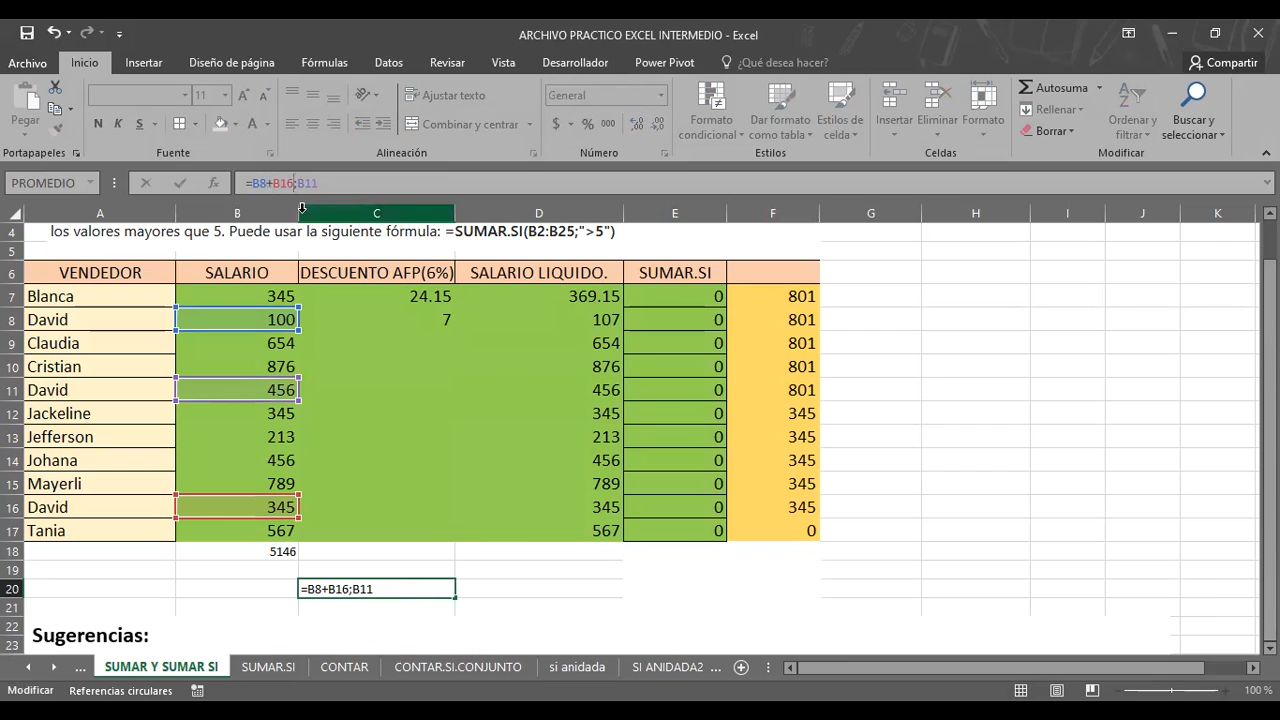 ARCHIVO PRACTICO EXCEL INTERMEDIO - Excel
Archivo Inicio Insertar Diseño de página Fórmulas Datos Revisar Vista Desarrollador Power Pivot ¿Qué desea hacer? Compartir
Pegar 11 A A Ajustar texto General Formato condicional Dar formato como tabla Estilos de celda Insertar Eliminar Formato Autosuma Rellenar Borrar Ordenar y filtrar Buscar y seleccionar
N K S A Combinar y centrar $ % 000
Portapapeles Fuente Alineación Número Estilos Celdas Modificar
PROMEDIO fx =B8+B16;B11
A B C D E F G H I J K
4 los valores mayores que 5. Puede usar la siguiente fórmula: =SUMAR.SI(B2:B25;">5")
5
6 VENDEDOR SALARIO DESCUENTO AFP(6%) SALARIO LIQUIDO. SUMAR.SI
7 Blanca 345 24.15 369.15 0 801
8 David 100 7 107 0 801
9 Claudia 654 654 0 801
10 Cristian 876 876 0 801
11 David 456 456 0 801
12 Jackeline 345 345 0 345
13 Jefferson 213 213 0 345
14 Johana 456 456 0 345
15 Mayerli 789 789 0 345
16 David 345 345 0 345
17 Tania 567 567 0 0
18 5146
19
20 =B8+B16;B11
21
22 Sugerencias:
23
... SUMAR Y SUMAR SI SUMAR.SI CONTAR CONTAR.SI.CONJUNTO si anidada SI ANIDADA2 ...
Modificar Referencias circulares 100 %